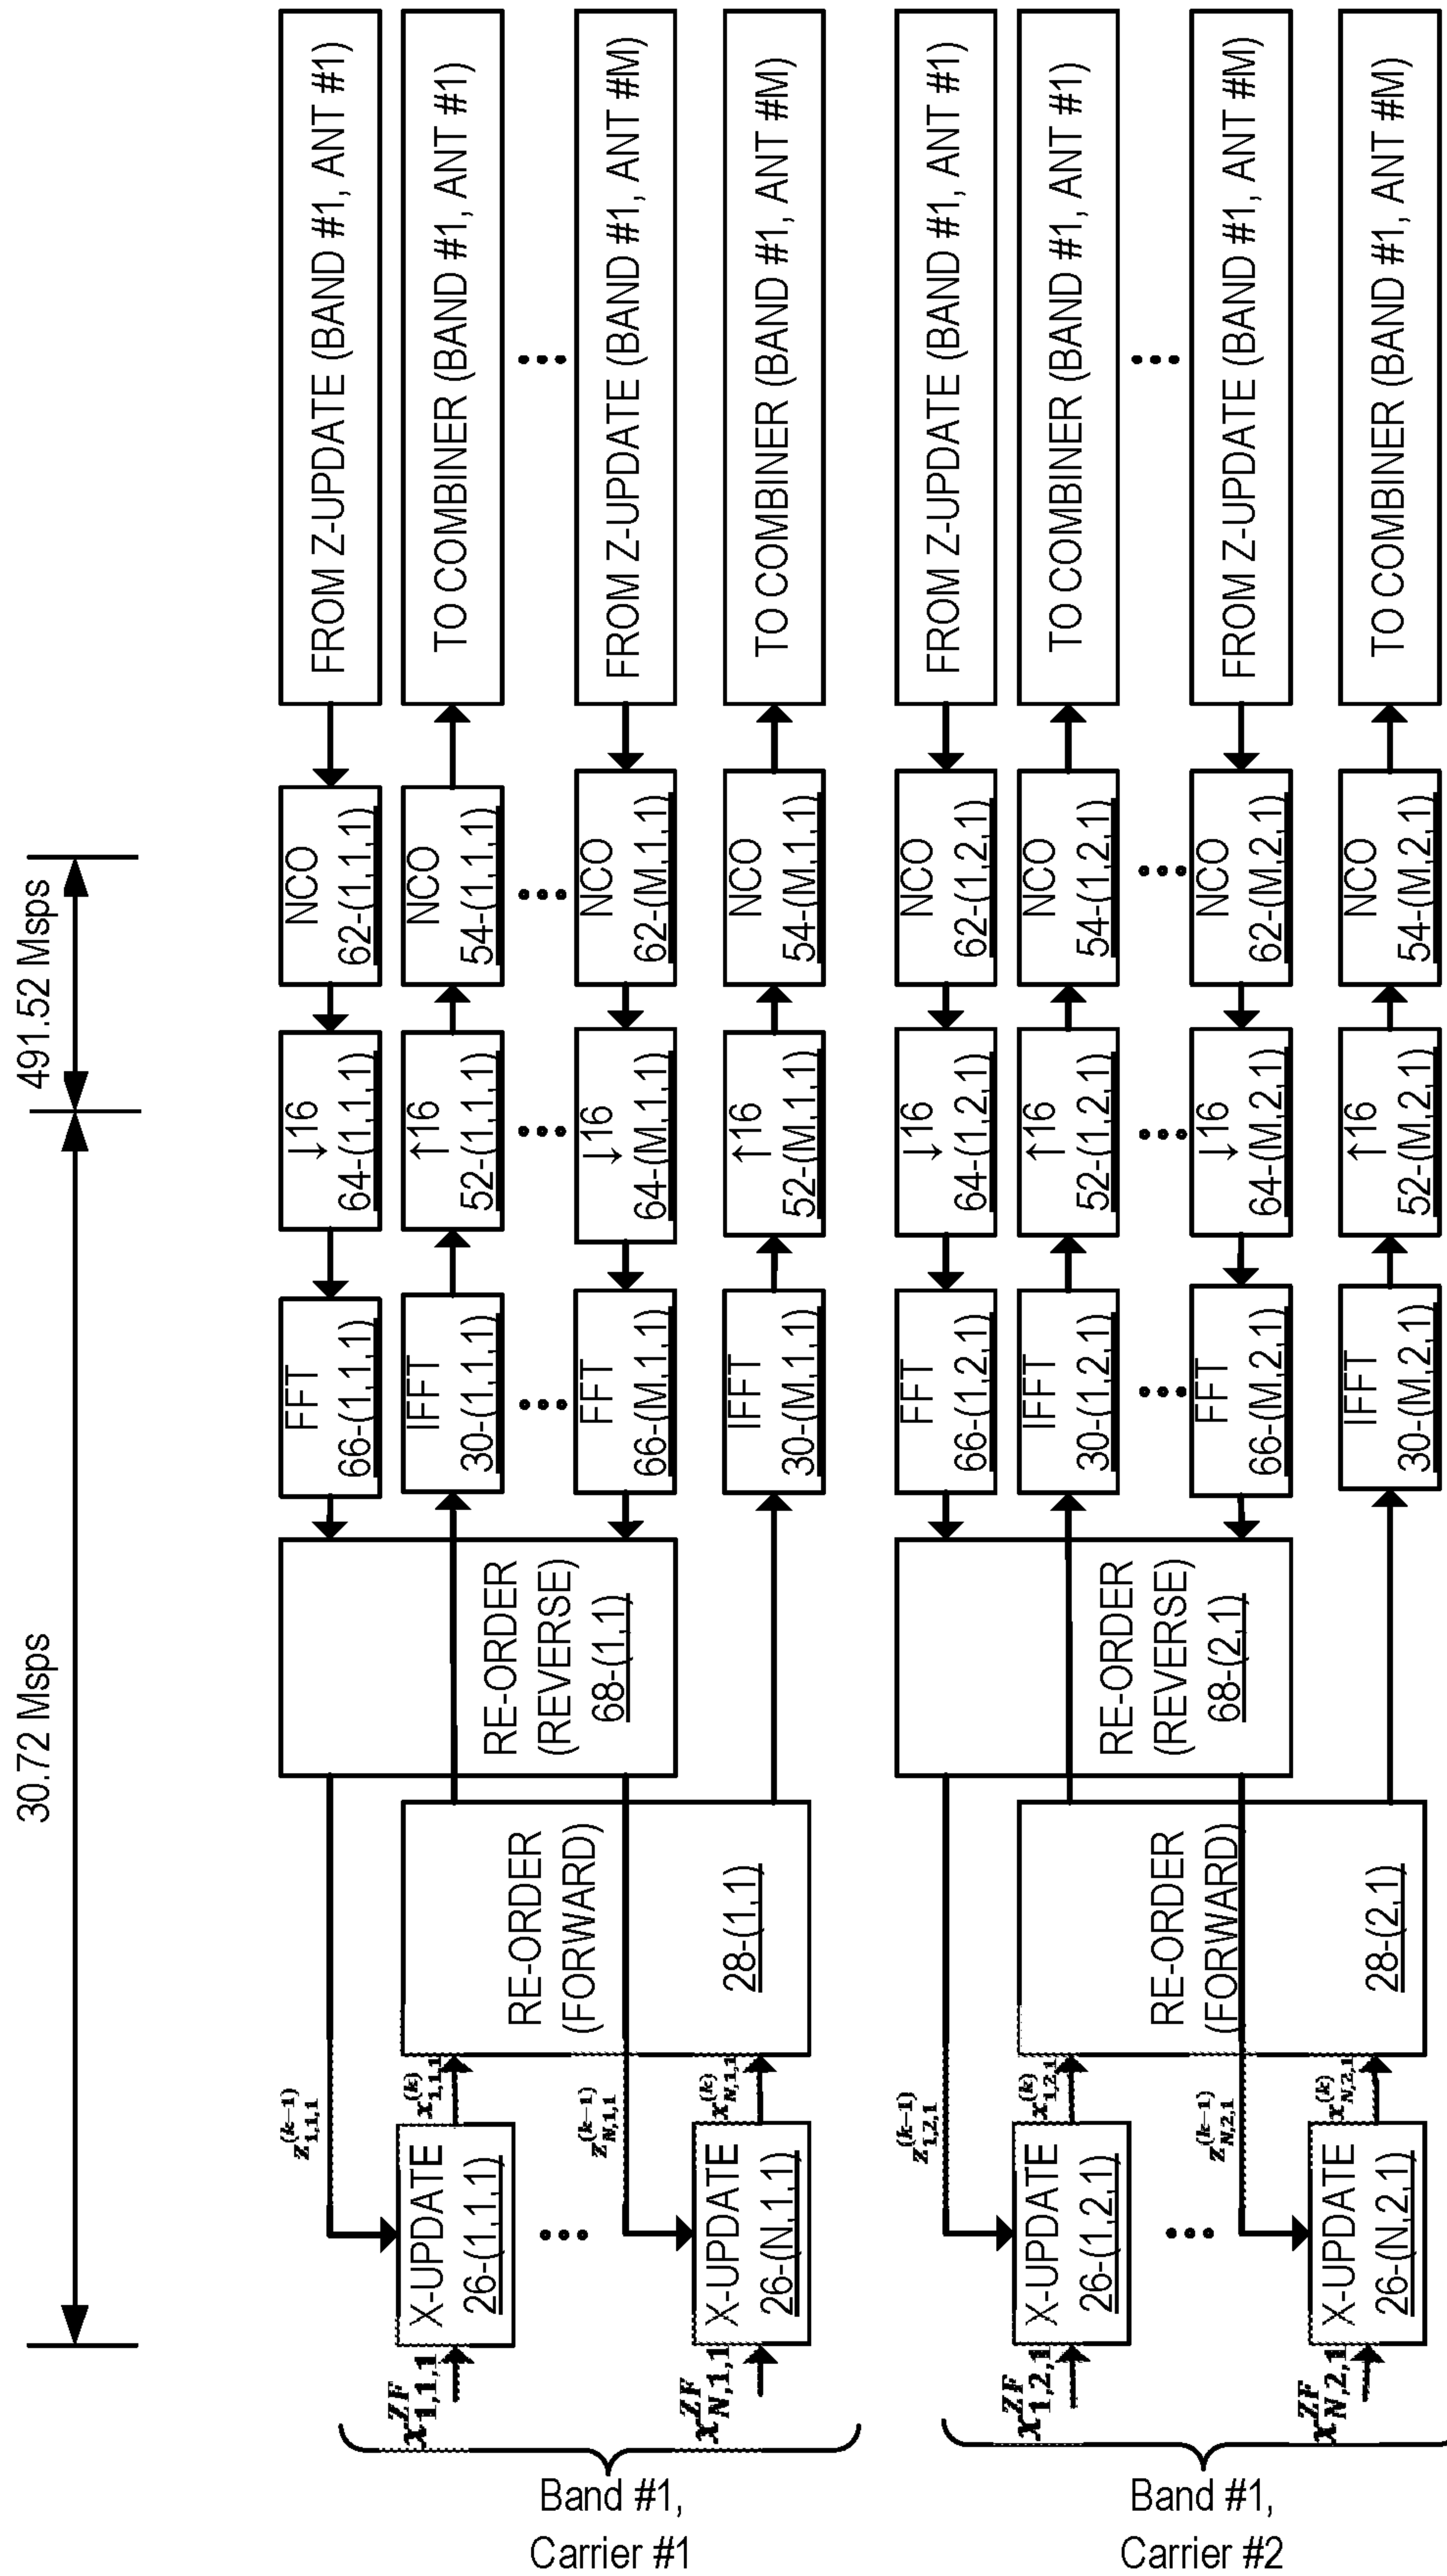 30.72 Msps
491.52 Msps
Band #1,
Carrier #1
x^{ZF}_{1,1,1}
X-UPDATE
26-(1,1,1)
z^{(k-1)}_{1,1,1}
x^{(k)}_{1,1,1}
•••
x^{ZF}_{N,1,1}
X-UPDATE
26-(N,1,1)
z^{(k-1)}_{N,1,1}
x^{(k)}_{N,1,1}
RE-ORDER
(FORWARD)
28-(1,1)
RE-ORDER
(REVERSE)
68-(1,1)
FFT
66-(1,1,1)
↓16
64-(1,1,1)
NCO
62-(1,1,1)
FROM Z-UPDATE (BAND #1, ANT #1)
IFFT
30-(1,1,1)
↑16
52-(1,1,1)
NCO
54-(1,1,1)
TO COMBINER (BAND #1, ANT #1)
••• ••• ••• •••
FFT
66-(M,1,1)
↓16
64-(M,1,1)
NCO
62-(M,1,1)
FROM Z-UPDATE (BAND #1, ANT #M)
IFFT
30-(M,1,1)
↑16
52-(M,1,1)
NCO
54-(M,1,1)
TO COMBINER (BAND #1, ANT #M)
Band #1,
Carrier #2
x^{ZF}_{1,2,1}
X-UPDATE
26-(1,2,1)
z^{(k-1)}_{1,2,1}
x^{(k)}_{1,2,1}
•••
x^{ZF}_{N,2,1}
X-UPDATE
26-(N,2,1)
z^{(k-1)}_{N,2,1}
x^{(k)}_{N,2,1}
RE-ORDER
(FORWARD)
28-(2,1)
RE-ORDER
(REVERSE)
68-(2,1)
FFT
66-(1,2,1)
↓16
64-(1,2,1)
NCO
62-(1,2,1)
FROM Z-UPDATE (BAND #1, ANT #1)
IFFT
30-(1,2,1)
↑16
52-(1,2,1)
NCO
54-(1,2,1)
TO COMBINER (BAND #1, ANT #1)
••• ••• ••• •••
FFT
66-(M,2,1)
↓16
64-(M,2,1)
NCO
62-(M,2,1)
FROM Z-UPDATE (BAND #1, ANT #M)
IFFT
30-(M,2,1)
↑16
52-(M,2,1)
NCO
54-(M,2,1)
TO COMBINER (BAND #1, ANT #M)